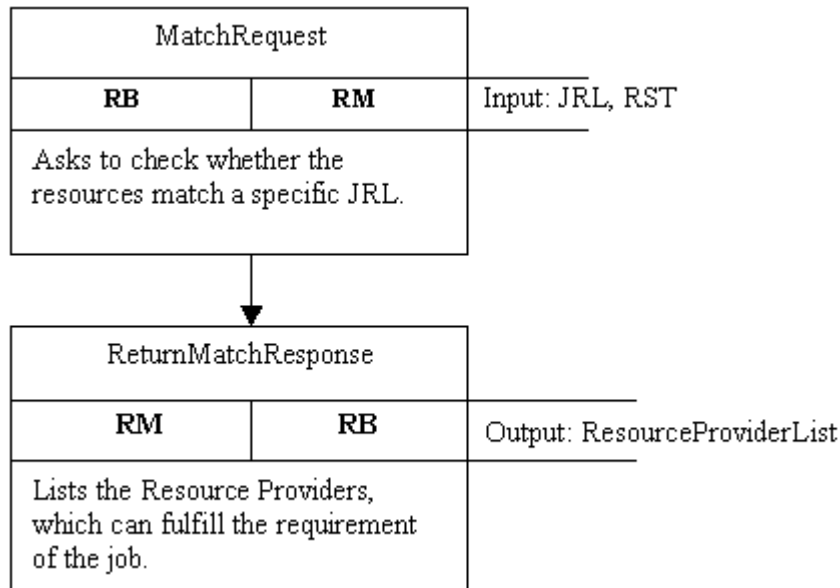 MatchRequest
RB
RM
Input: JRL, RST
Asks to check whether the
resources match a specific JRL.
ReturnMatchResponse
RM
RB
Output: ResourceProviderList
Lists the Resource Providers,
which can fulfill the requirement
of the job.